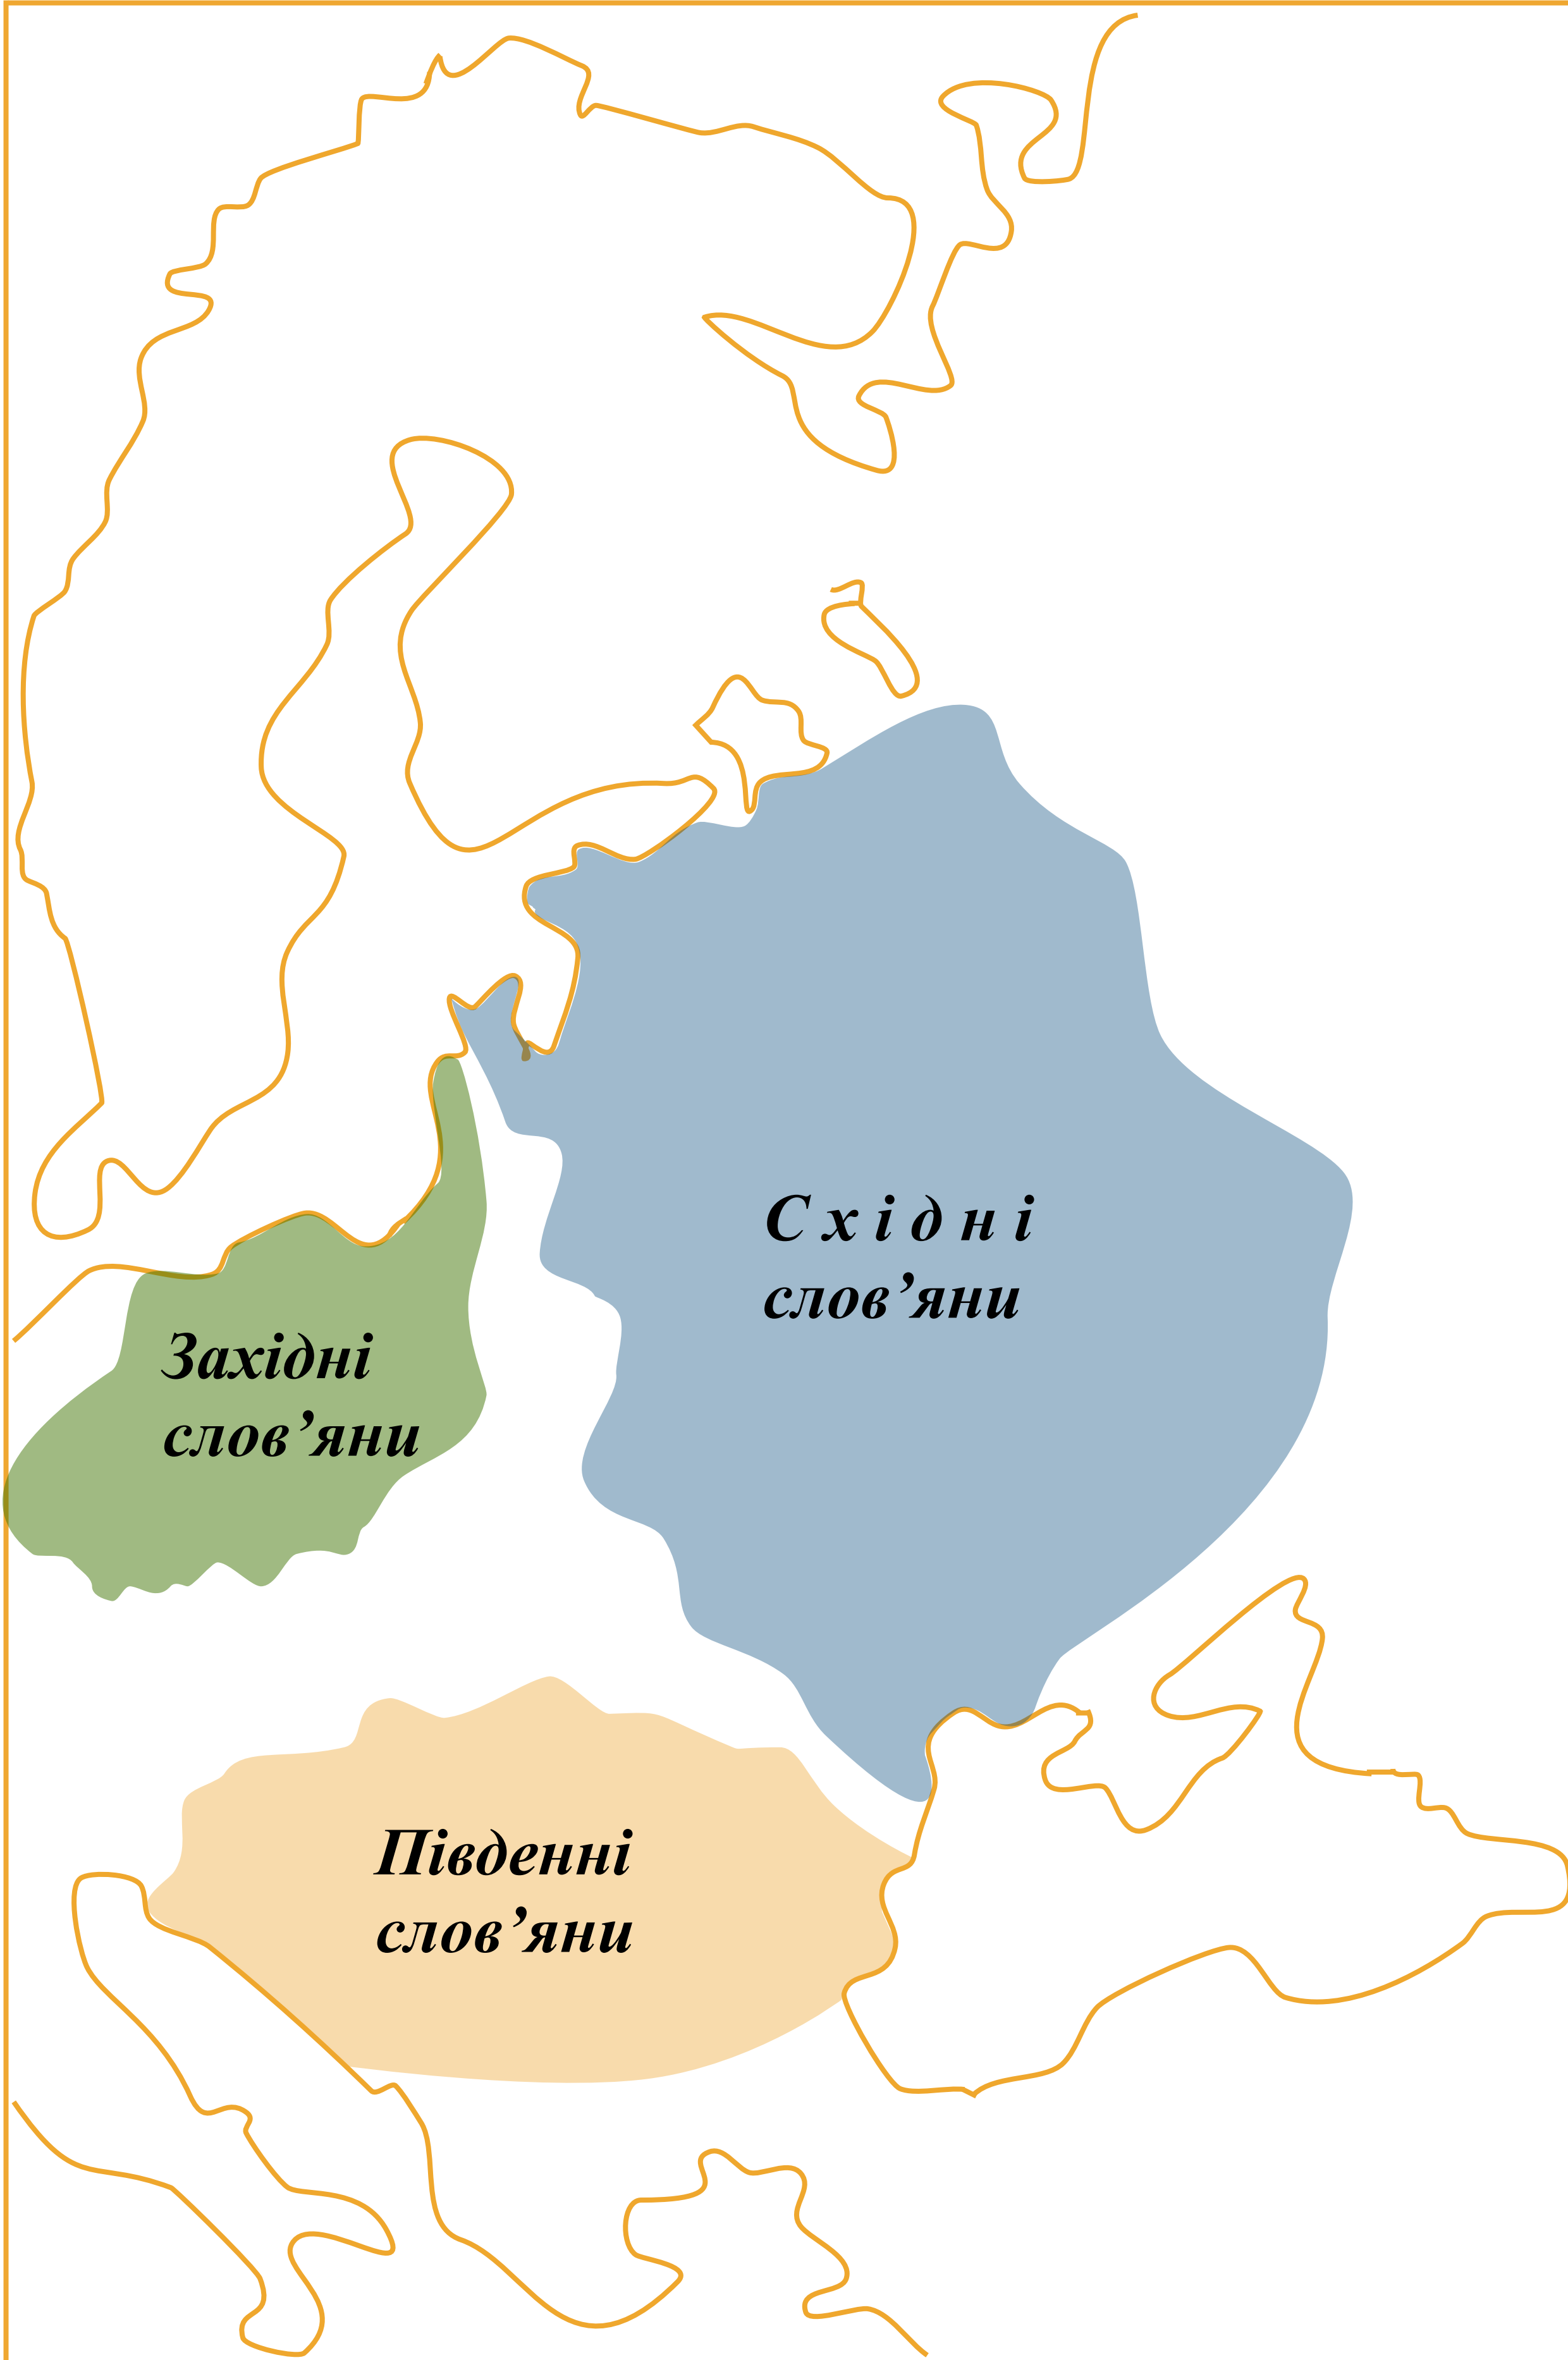 Східні
слов’яни
Західні
слов’яни
Південні
слов’яни